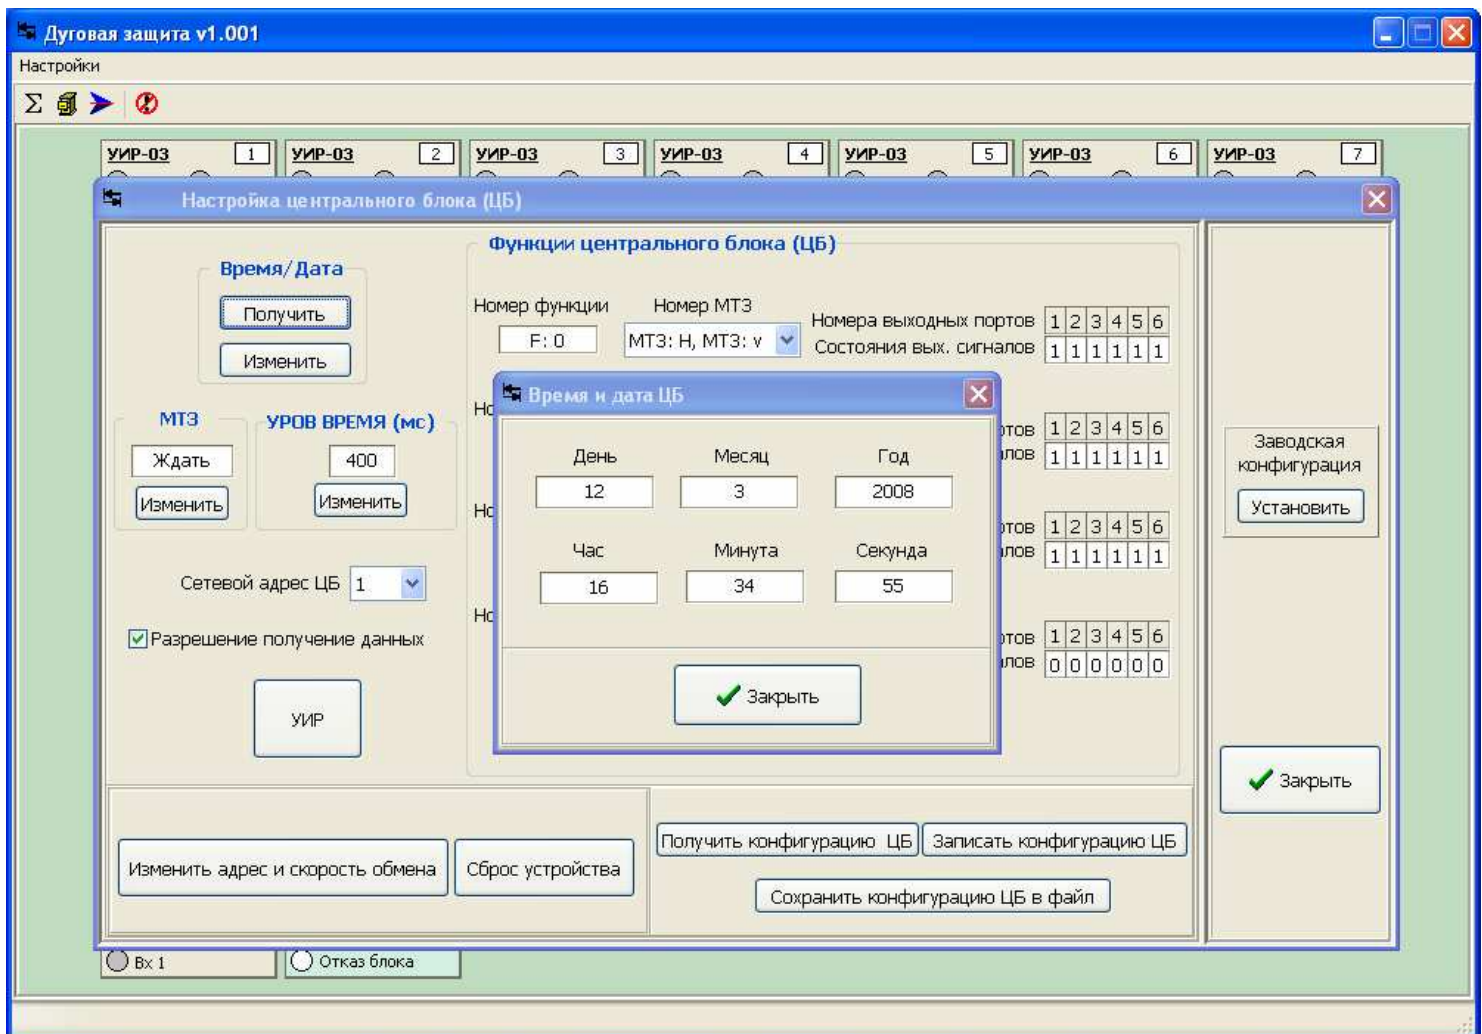 Дуговая защита v1.001
Настройки
Σ
УИР-03 1 УИР-03 2 УИР-03 3 УИР-03 4 УИР-03 5 УИР-03 6 УИР-03 7
Настройка центрального блока (ЦБ)
Функции центрального блока (ЦБ)
Время/Дата
Получить
Изменить
Номер функции
F: 0
Номер МТЗ
МТЗ: Н, МТЗ: v
Номера выходных портов 1 2 3 4 5 6
Состояния вых. сигналов 1 1 1 1 1 1
МТЗ
Ждать
Изменить
УРОВ ВРЕМЯ (мс)
400
Изменить
Сетевой адрес ЦБ 1
Разрешение получение данных
УИР
1 2 3 4 5 6
1 1 1 1 1 1
1 2 3 4 5 6
1 1 1 1 1 1
1 2 3 4 5 6
0 0 0 0 0 0
Время и дата ЦБ
День Месяц Год
12 3 2008
Час Минута Секунда
16 34 55
Закрыть
Заводская
конфигурация
Установить
Закрыть
Изменить адрес и скорость обмена
Сброс устройства
Получить конфигурацию ЦБ
Записать конфигурацию ЦБ
Сохранить конфигурацию ЦБ в файл
Вх 1
Отказ блока